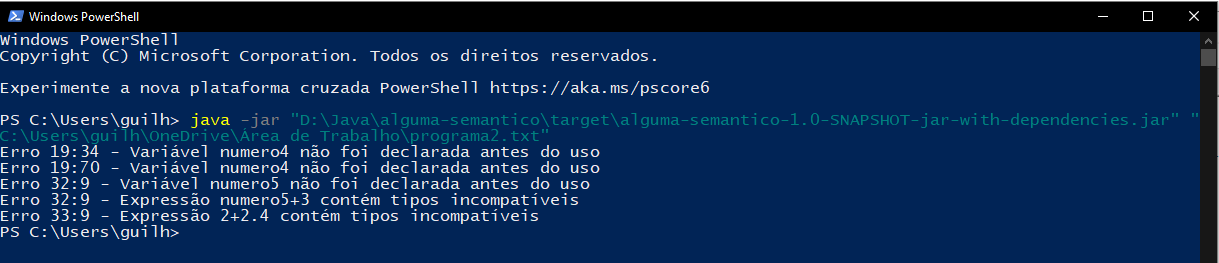 Windows PowerShell
Windows PowerShell
Copyright (C) Microsoft Corporation. Todos os direitos reservados.
Experimente a nova plataforma cruzada PowerShell https://aka.ms/pscore6
PS C:\Users\guilh> java -jar "D:\Java\alguma-semantico\target\alguma-semantico-1.0-SNAPSHOT-jar-with-dependencies.jar" "
C:\Users\guilh\OneDrive\Área de Trabalho\programa2.txt"
Erro 19:34 - Variável numero4 não foi declarada antes do uso
Erro 19:70 - Variável numero4 não foi declarada antes do uso
Erro 32:9 - Variável numero5 não foi declarada antes do uso
Erro 32:9 - Expressão numero5+3 contém tipos incompatíveis
Erro 33:9 - Expressão 2+2.4 contém tipos incompatíveis
PS C:\Users\guilh>